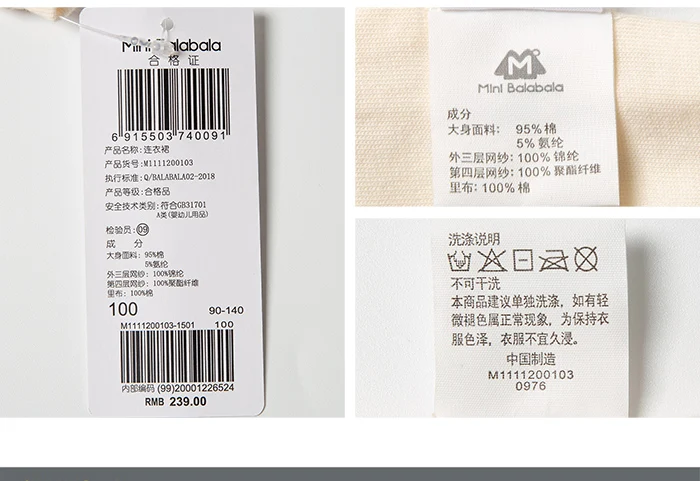 Mini Balabala
合格证
6 915503 740091
产品名称: 连衣裙
产品货号: M1111200103
执行标准: Q/BALABALA02-2018
产品等级: 合格品
安全技术类别: 符合GB31701
A类(婴幼儿用品)
检验员: 09
成 分
大身面料: 95%棉
5%氨纶
外三层网纱: 100%锦纶
第四层网纱: 100%聚酯纤维
里布: 100%棉
100 90-140
M1111200103-1501 100
内部编码 (99)20001226524
RMB 239.00
M
Mini Balabala
成分
大身面料: 95% 棉
5% 氨纶
外三层网纱: 100% 锦纶
第四层网纱: 100% 聚酯纤维
里布: 100% 棉
洗涤说明
不可干洗
本商品建议单独洗涤, 如有轻
微褪色属正常现象, 为保持衣
服色泽, 衣服不宜久浸。
中国制造
M1111200103
0976